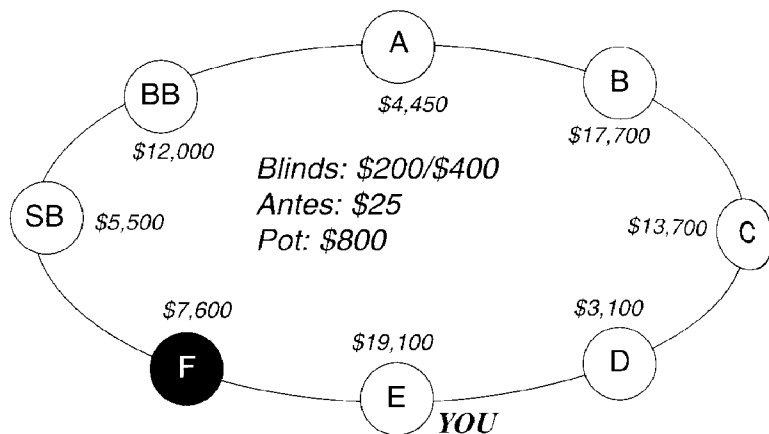 A
$4,450
BB
$12,000
B
$17,700
Blinds: $200/$400
Antes: $25
Pot: $800
SB
$5,500
$13,700
C
$7,600
F
$19,100
E
YOU
$3,100
D